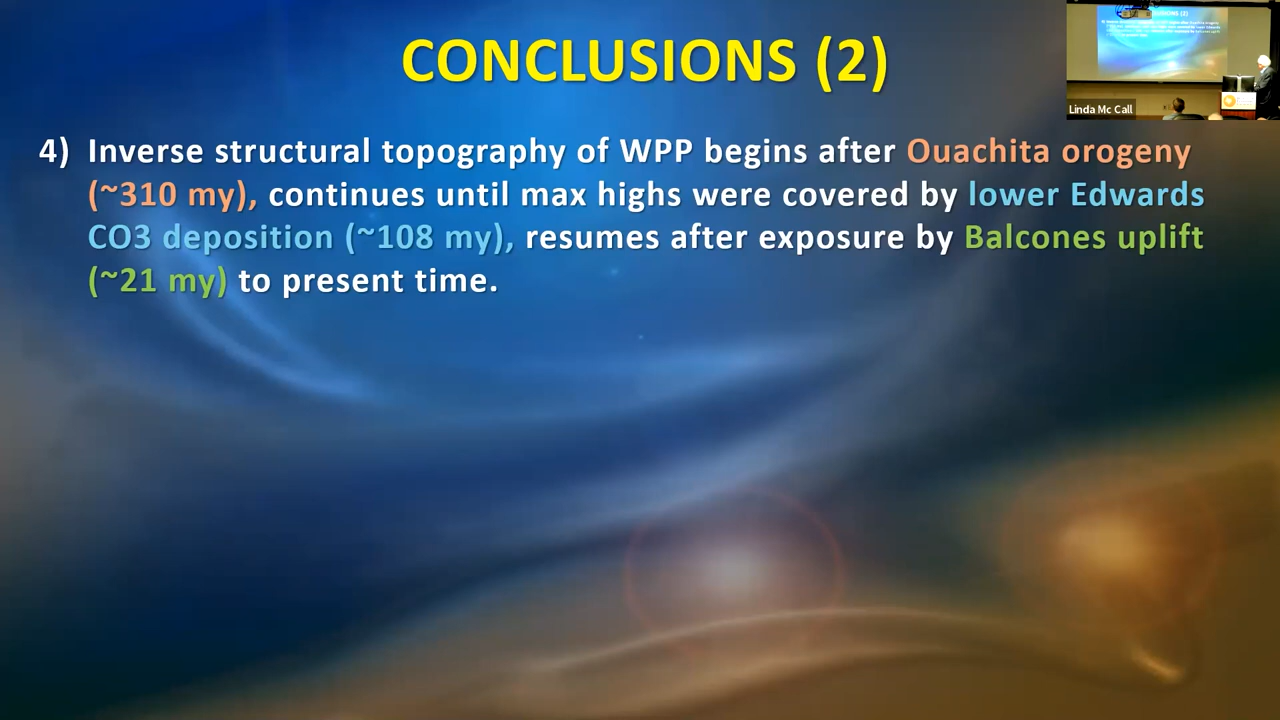 CONCLUSIONS (2)
4) Inverse structural topography of WPP begins after Ouachita orogeny
(~310 my), continues until max highs were covered by lower Edwards
CO3 deposition (~108 my), resumes after exposure by Balcones uplift
(~21 my) to present time.
Linda Mc Call